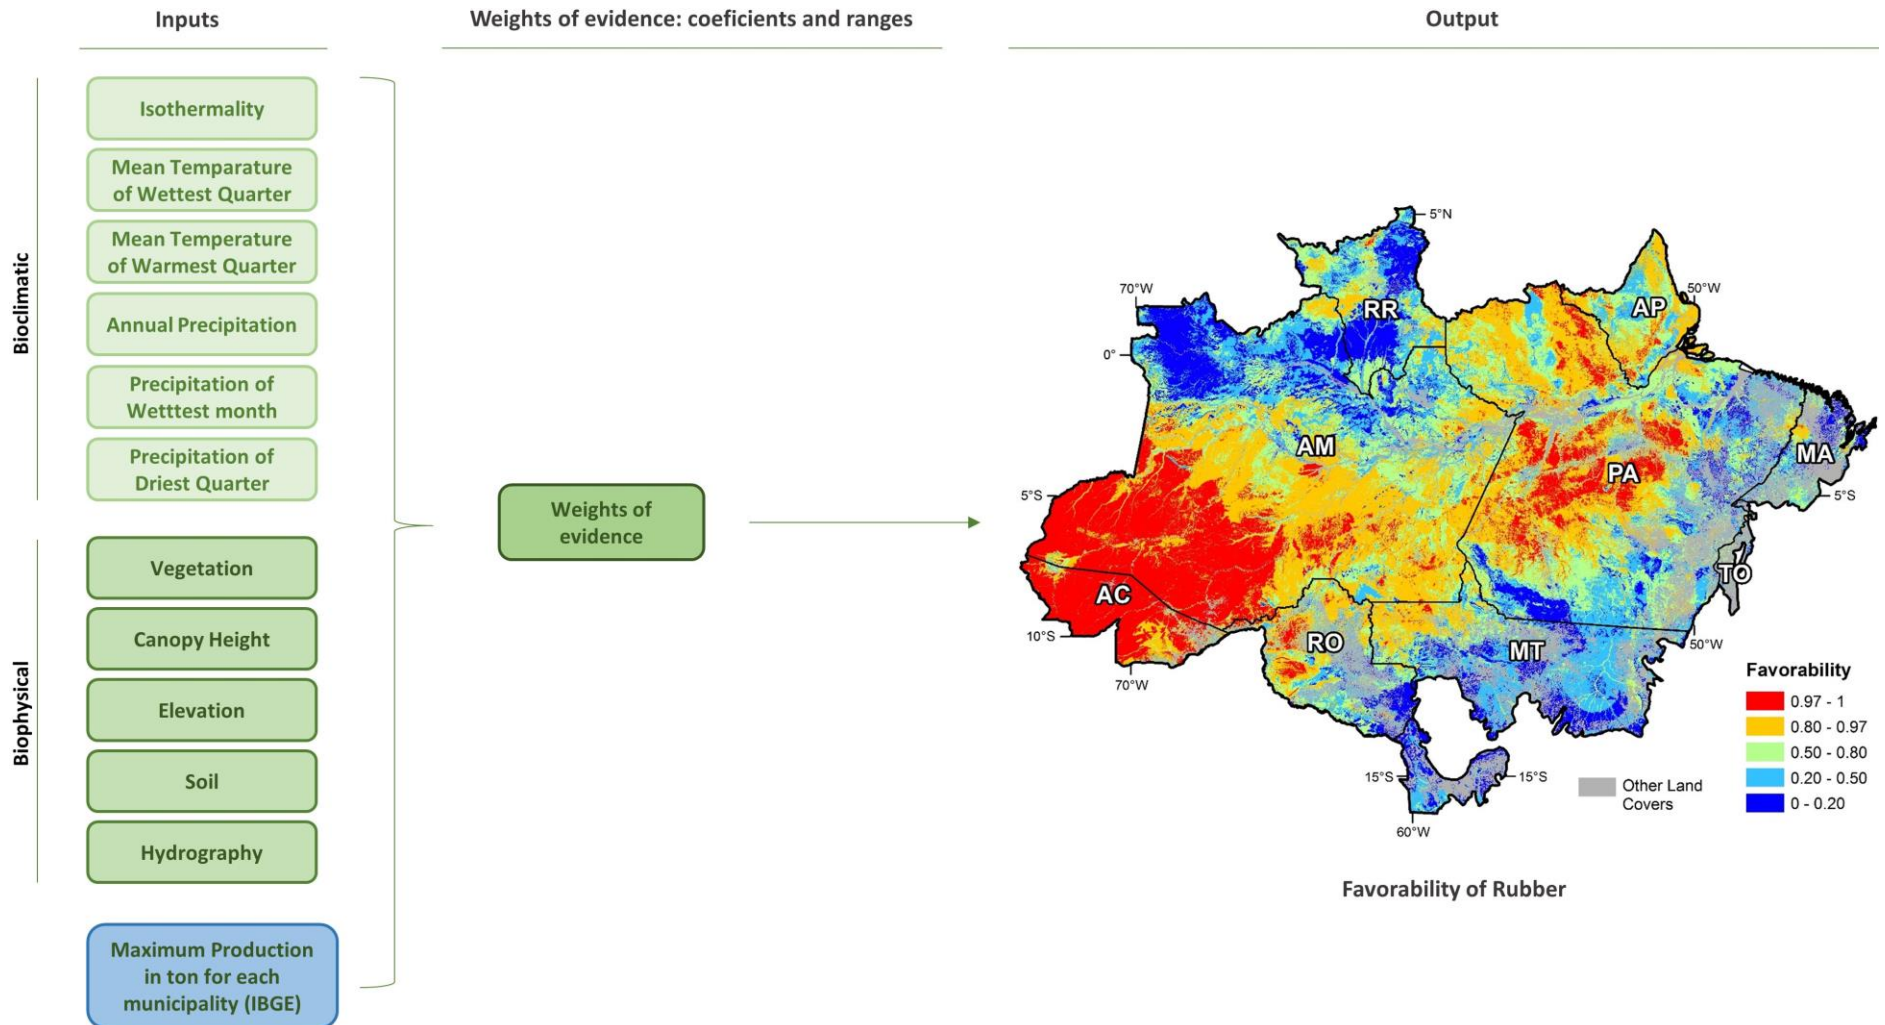 Inputs
Weights of evidence: coeficients and ranges
Output
Bioclimatic
Isothermality
Mean Temparature
of Wettest Quarter
Mean Temperature
of Warmest Quarter
Annual Precipitation
Precipitation of
Wetttest month
Precipitation of
Driest Quarter
Biophysical
Vegetation
Canopy Height
Elevation
Soil
Hydrography
Maximum Production
in ton for each
municipality (IBGE)
Weights of
evidence
5°N
70°W
50°W
RR
AP
0°
AM
PA
MA
5°S
5°S
TO
AC
RO
MT
10°S
50°W
70°W
15°S
15°S
60°W
Favorability
0.97 - 1
0.80 - 0.97
0.50 - 0.80
0.20 - 0.50
0 - 0.20
Other Land
Covers
Favorability of Rubber